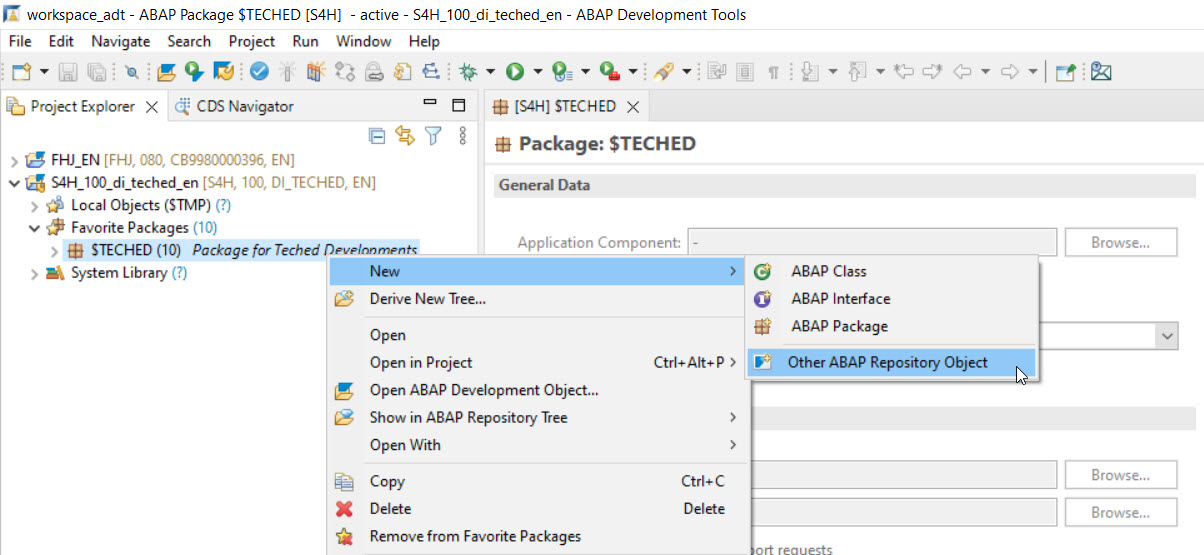 workspace_adt - ABAP Package $TECHED [S4H]  - active - S4H_100_di_teched_en - ABAP Development Tools
File Edit Navigate Search Project Run Window Help
Project Explorer
CDS Navigator
[S4H] $TECHED
FHJ_EN [FHJ, 080, CB9980000396, EN]
S4H_100_di_teched_en [S4H, 100, DI_TECHED, EN]
Local Objects ($TMP) (?)
Favorite Packages (10)
$TECHED (10) Package for Teched Developments
System Library (?)
Package: $TECHED
General Data
Application Component: - Browse...
New
Derive New Tree...
Open
Open in Project Ctrl+Alt+P
Open ABAP Development Object...
Show in ABAP Repository Tree
Open With
Copy Ctrl+C
Delete Delete
Remove from Favorite Packages
ABAP Class
ABAP Interface
ABAP Package
Other ABAP Repository Object
Browse...
Browse...
requests